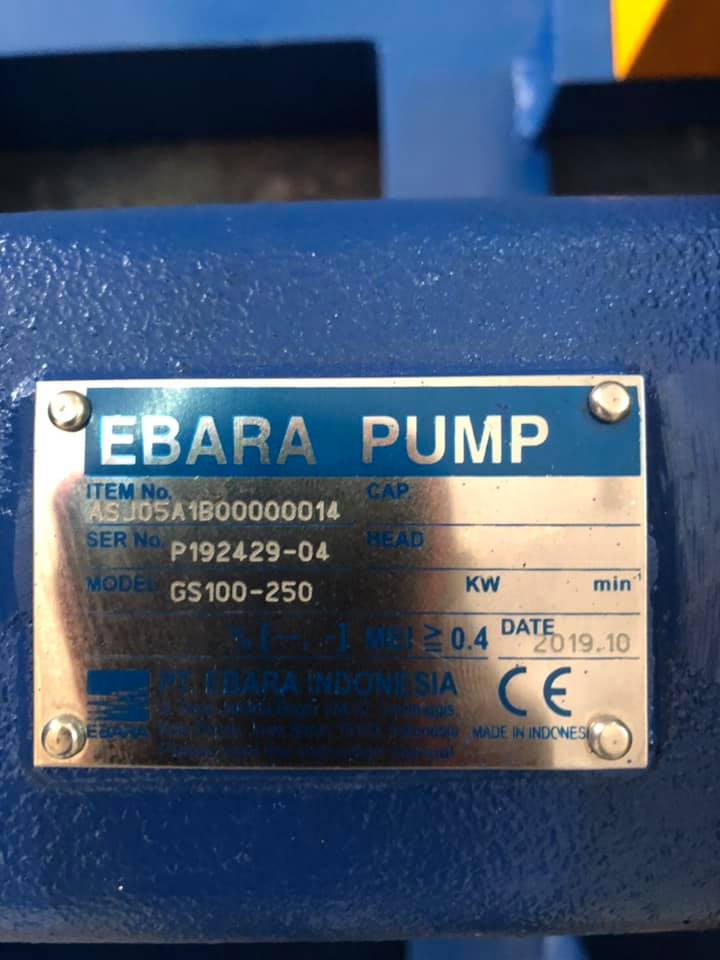 EBARA PUMP
ITEM No. ASJ05A1B00000014 CAP.
SER No. P192429-04 HEAD
MODEL GS100-250 KW min-1
% [--.-] MEI ≧ 0.4 DATE 2019.10
PT. EBARA INDONESIA CE
EBARA MADE IN INDONESIA